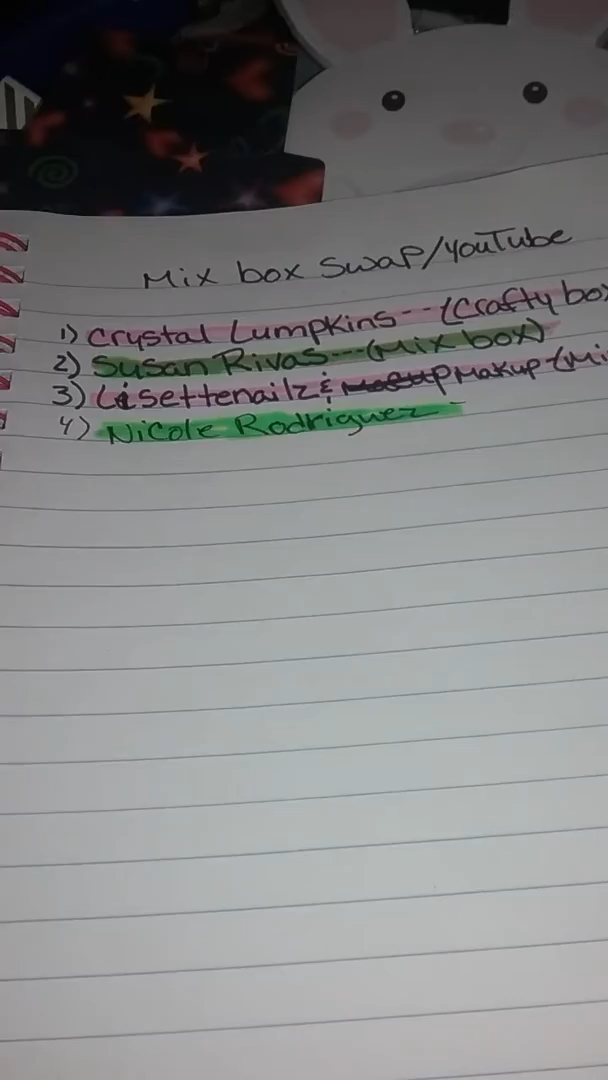 Mix box Swap/YouTube
1) Crystal Lumpkins---(Crafty box
2) Susan Rivas---(Mix box)
3) Lisettenailz & Makup-(Mi
4) Nicole Rodriguez